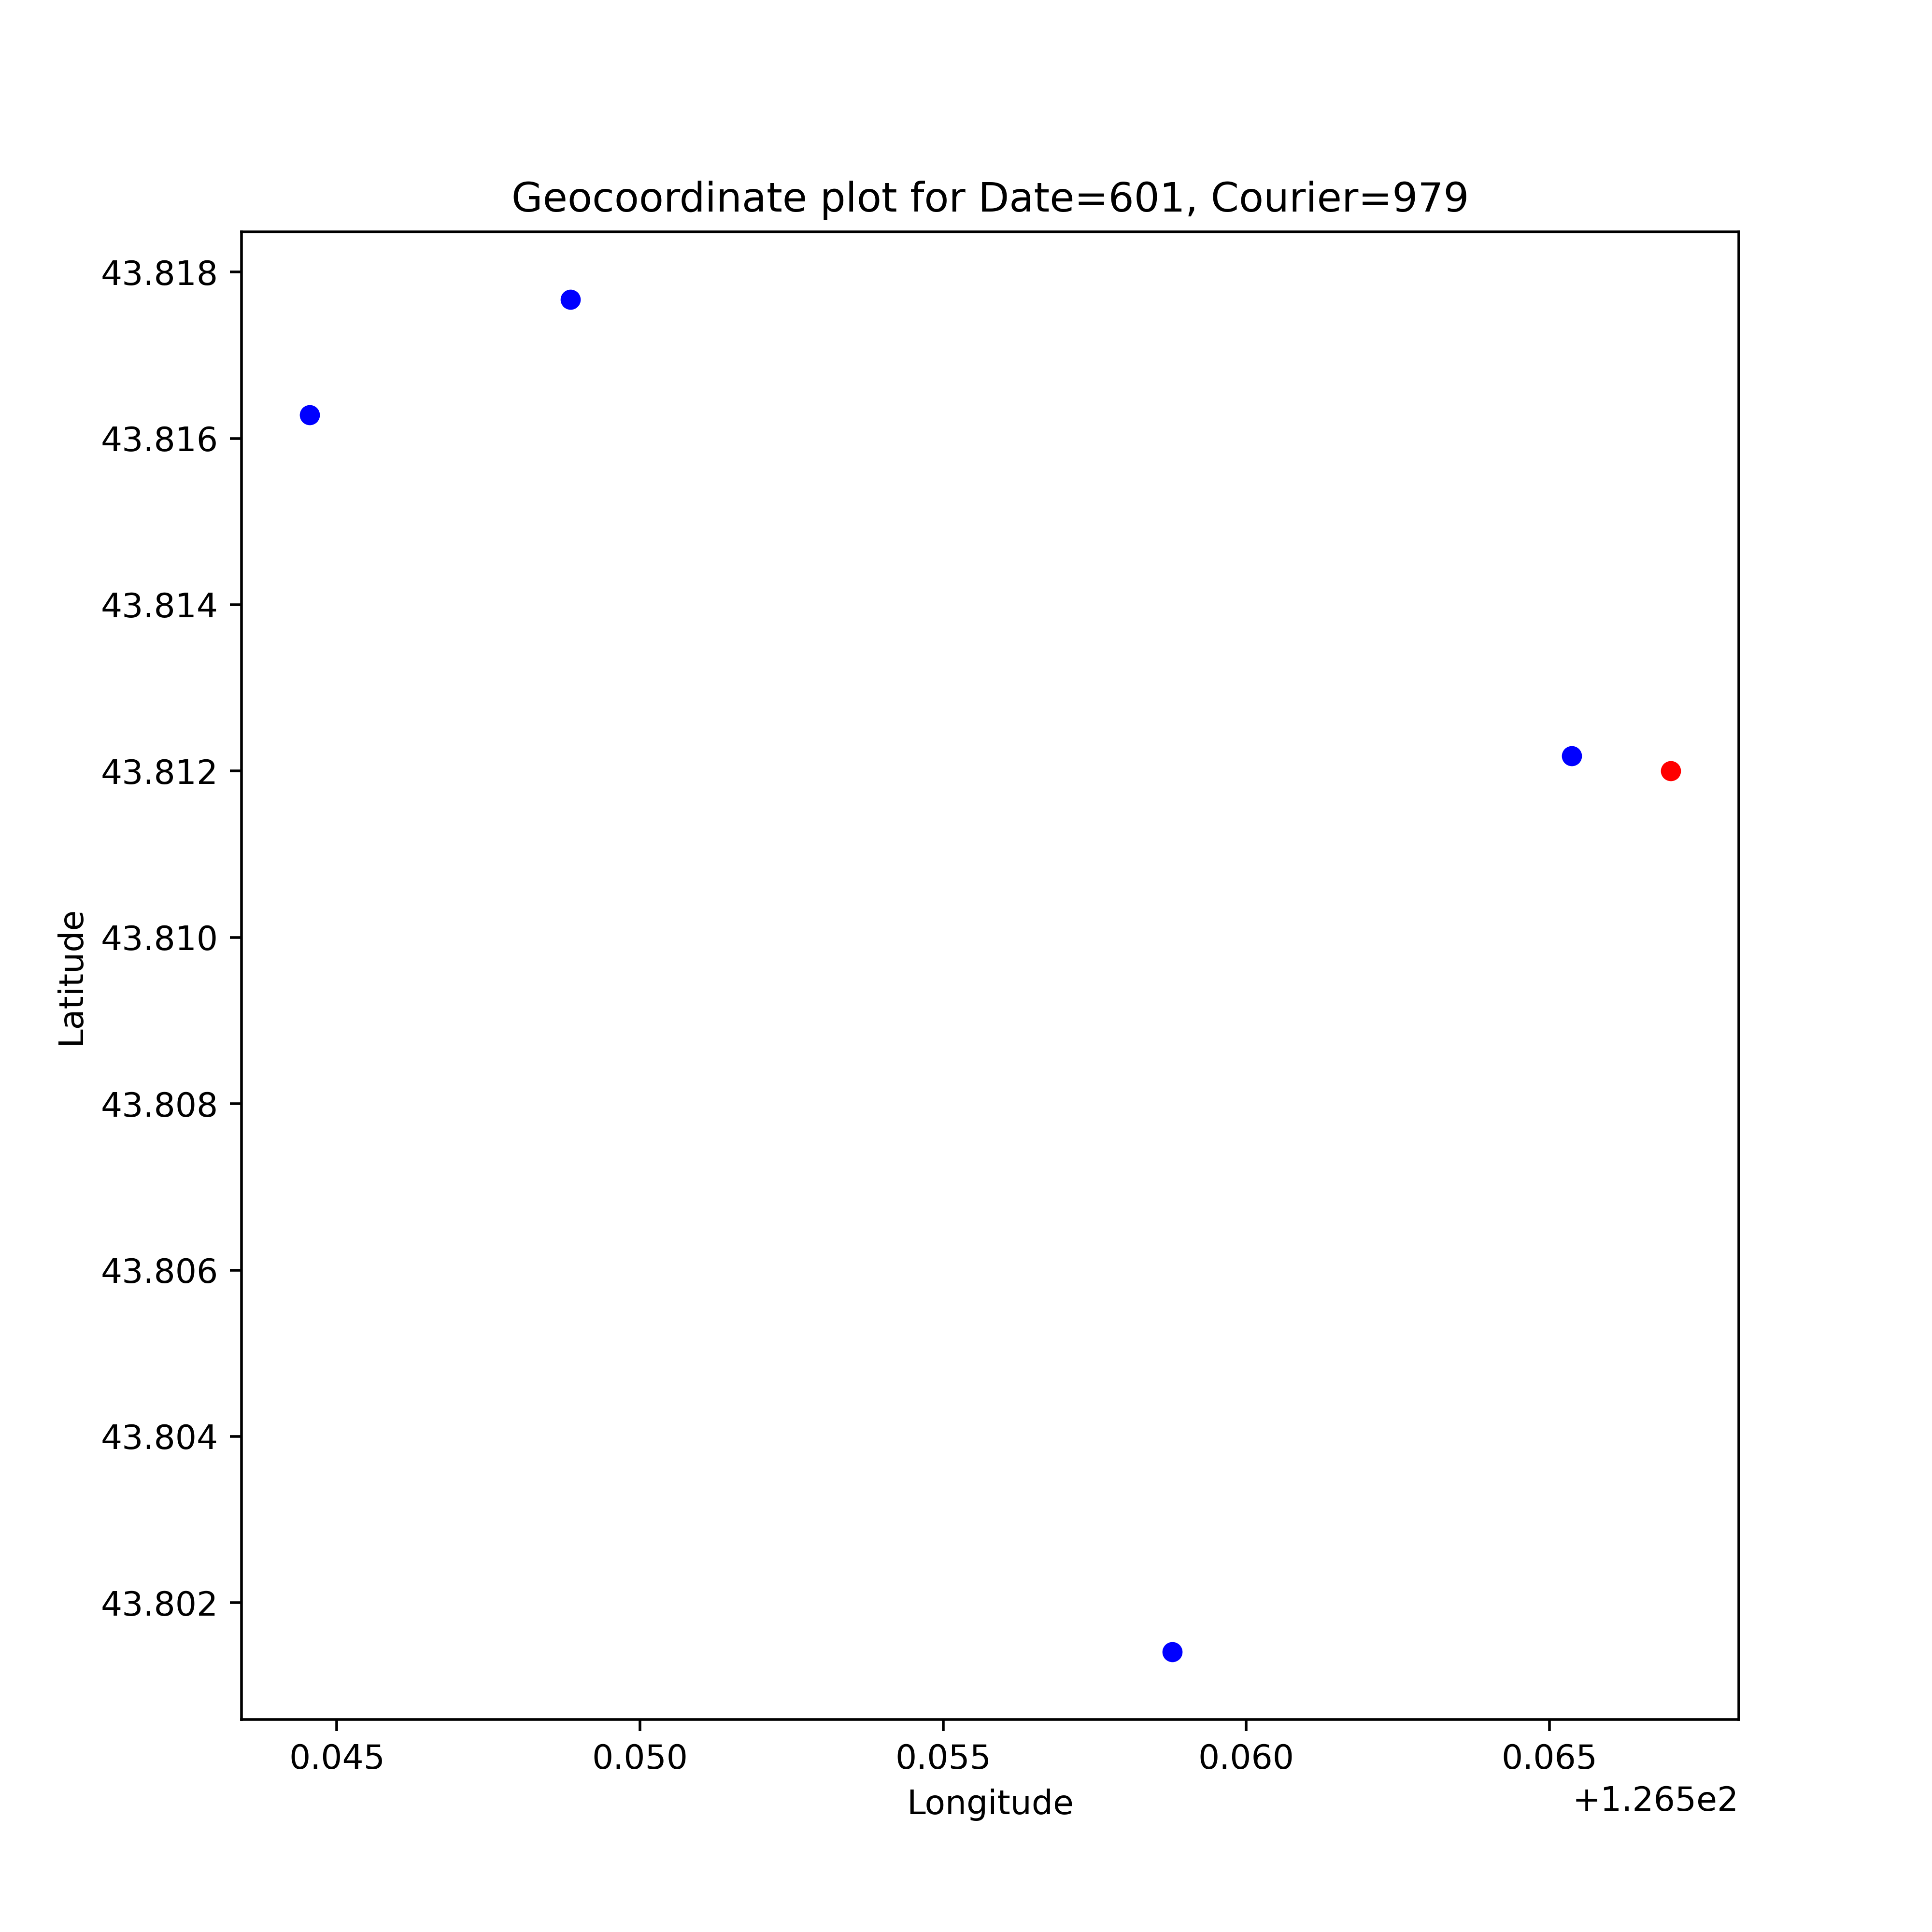 Geocoordinate plot for Date=601, Courier=979
43.818
43.816
43.814
43.812
43.810
43.808
43.806
43.804
43.802
Latitude
0.045 0.050 0.055 0.060 0.065
+1.265e2
Longitude